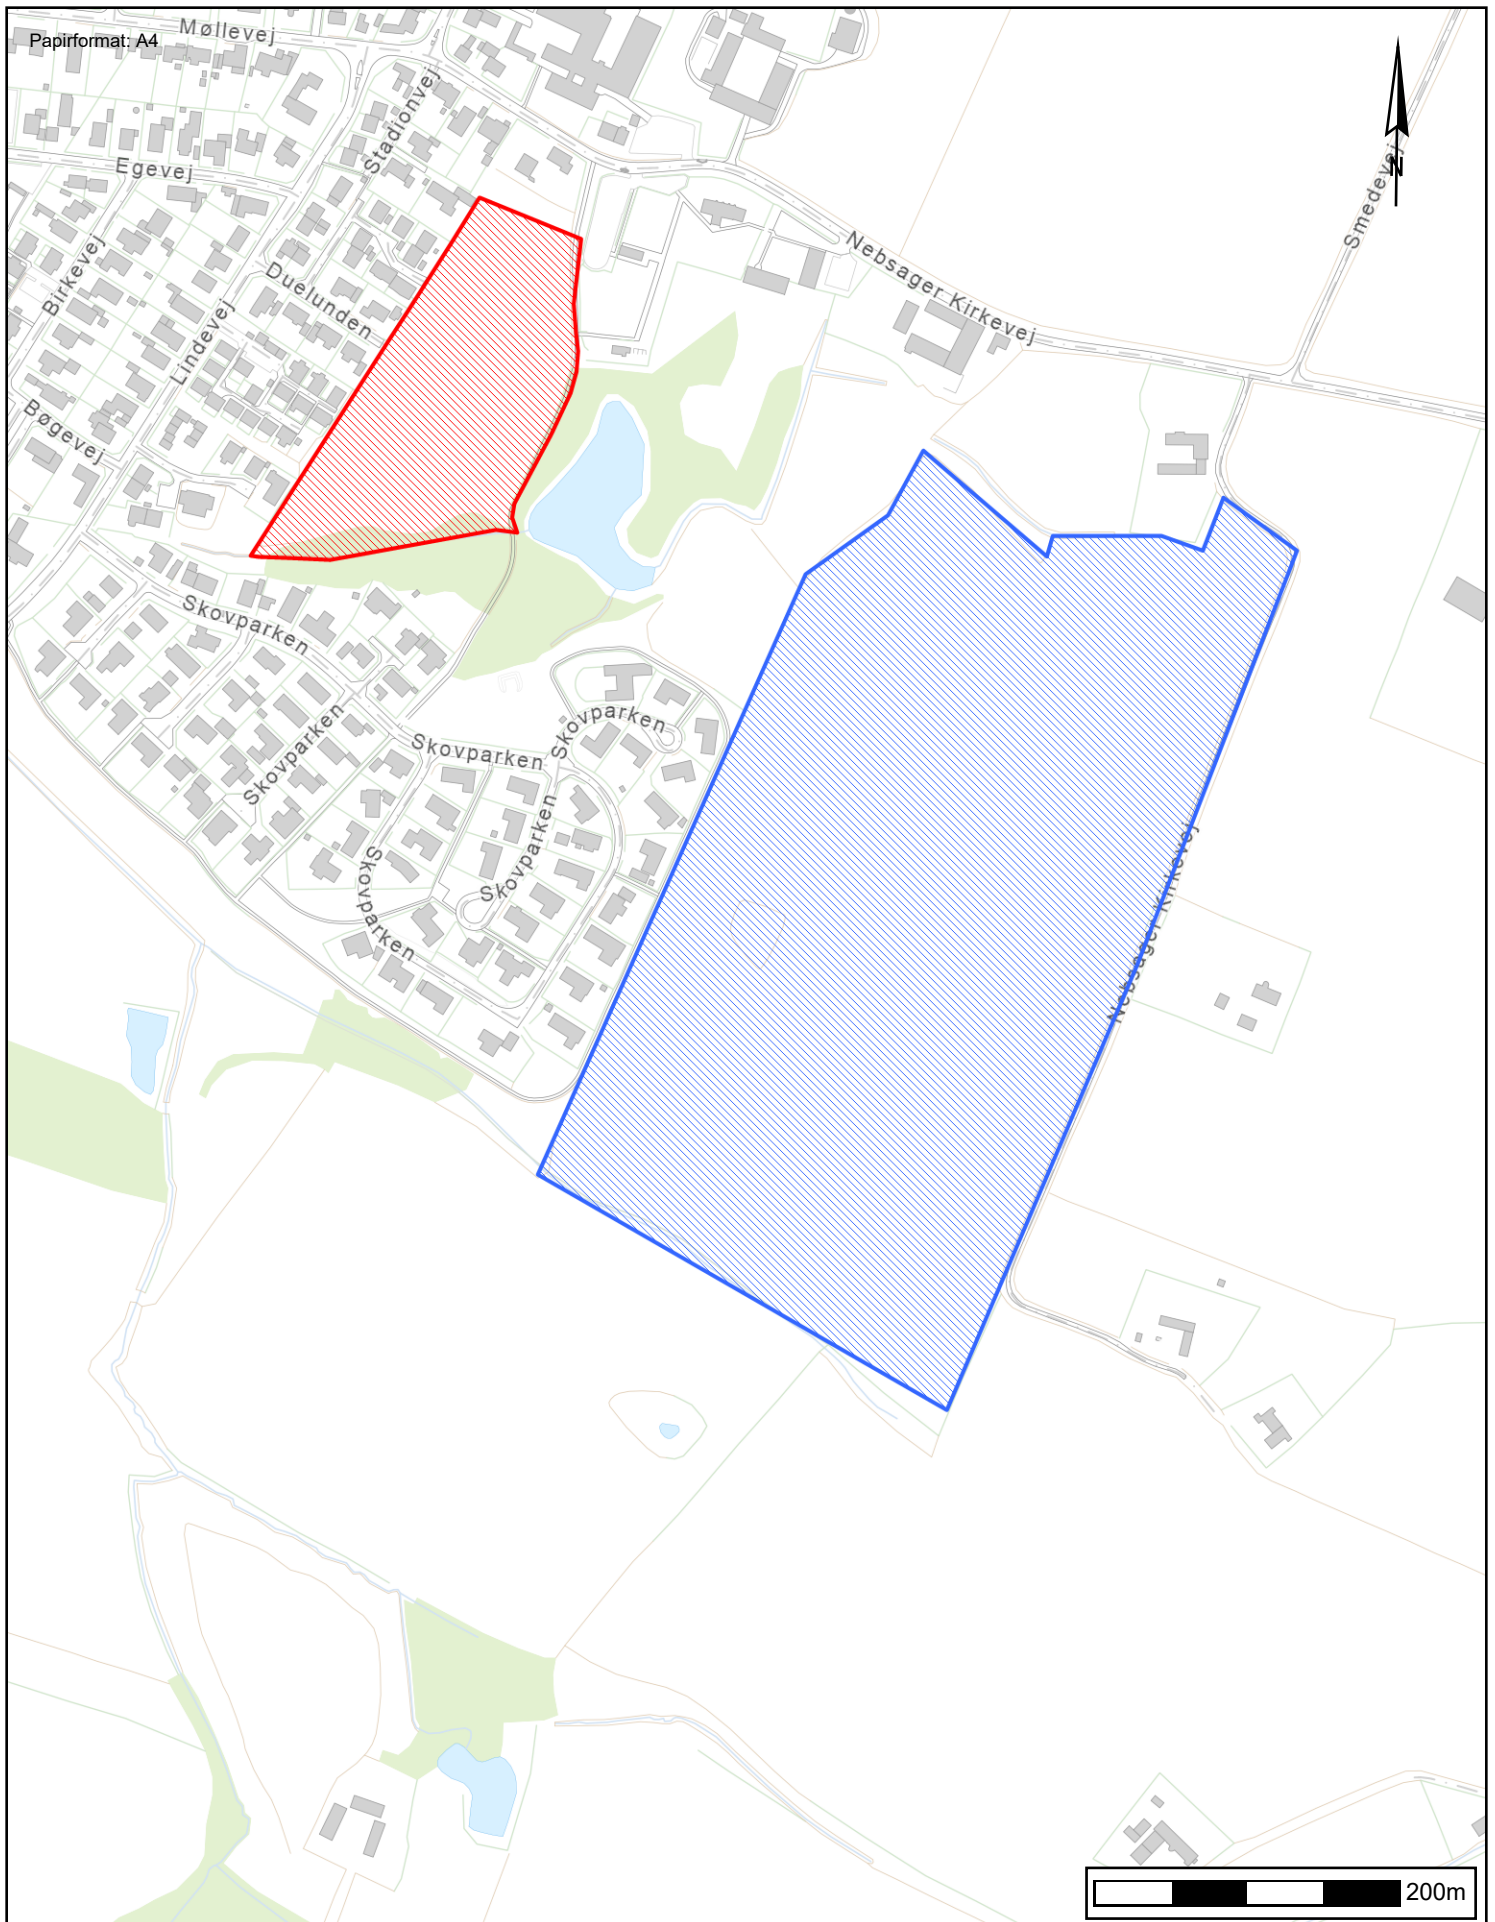 Møllevej
Papirformat: A4
Stadionvej
Egevej
N
Smedevej
Birkevej
Duelunden
Nebsager Kirkevej
Lindevej
Bøgevej
Skovparken
Skovparken
Skovparken
Skovparken
Skovparken
Skovparken
Nebsager Kirkevej
200m